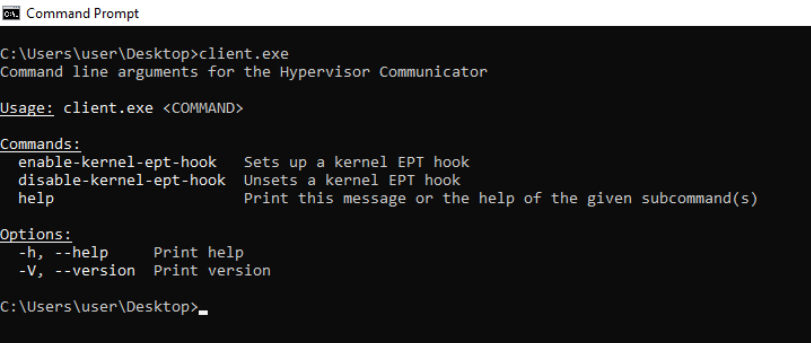 Command Prompt
C:\Users\user\Desktop>client.exe
Command line arguments for the Hypervisor Communicator
Usage: client.exe <COMMAND>
Commands:
enable-kernel-ept-hook Sets up a kernel EPT hook
disable-kernel-ept-hook Unsets a kernel EPT hook
help Print this message or the help of the given subcommand(s)
Options:
-h, --help Print help
-V, --version Print version
C:\Users\user\Desktop>